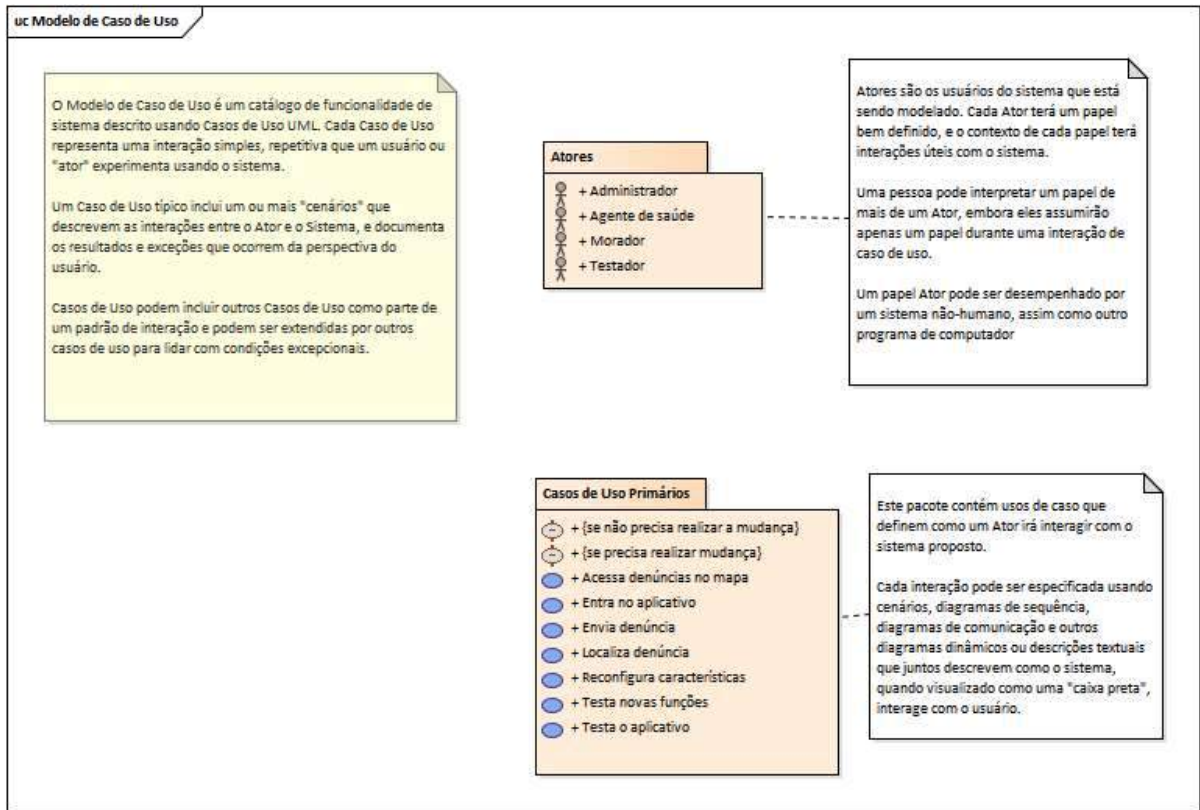 uc Modelo de Caso de Uso
O Modelo de Caso de Uso é um catálogo de funcionalidade de
sistema descrito usando Casos de Uso UML. Cada Caso de Uso
representa uma interação simples, repetitiva que um usuário ou
"ator" experimenta usando o sistema.
Um Caso de Uso típico inclui um ou mais "cenários" que
descrevem as interações entre o Ator e o Sistema, e documenta
os resultados e exceções que ocorrem da perspectiva do
usuário.
Casos de Uso podem incluir outros Casos de Uso como parte de
um padrão de interação e podem ser extendidas por outros
casos de uso para lidar com condições excepcionais.
Atores
+ Administrador
+ Agente de saúde
+ Morador
+ Testador
Atores são os usuários do sistema que está
sendo modelado. Cada Ator terá um papel
bem definido, e o contexto de cada papel terá
interações úteis com o sistema.
Uma pessoa pode interpretar um papel de
mais de um Ator, embora eles assumirão
apenas um papel durante uma interação de
caso de uso.
Um papel Ator pode ser desempenhado por
um sistema não-humano, assim como outro
programa de computador
Casos de Uso Primários
+ {se não precisa realizar a mudança}
+ {se precisa realizar mudança}
+ Acessa denúncias no mapa
+ Entra no aplicativo
+ Envia denúncia
+ Localiza denúncia
+ Reconfigura características
+ Testa novas funções
+ Testa o aplicativo
Este pacote contém usos de caso que
definem como um Ator irá interagir com o
sistema proposto.
Cada interação pode ser especificada usando
cenários, diagramas de sequência,
diagramas de comunicação e outros
diagramas dinâmicos ou descrições textuais
que juntos descrevem como o sistema,
quando visualizado como uma "caixa preta",
interage com o usuário.